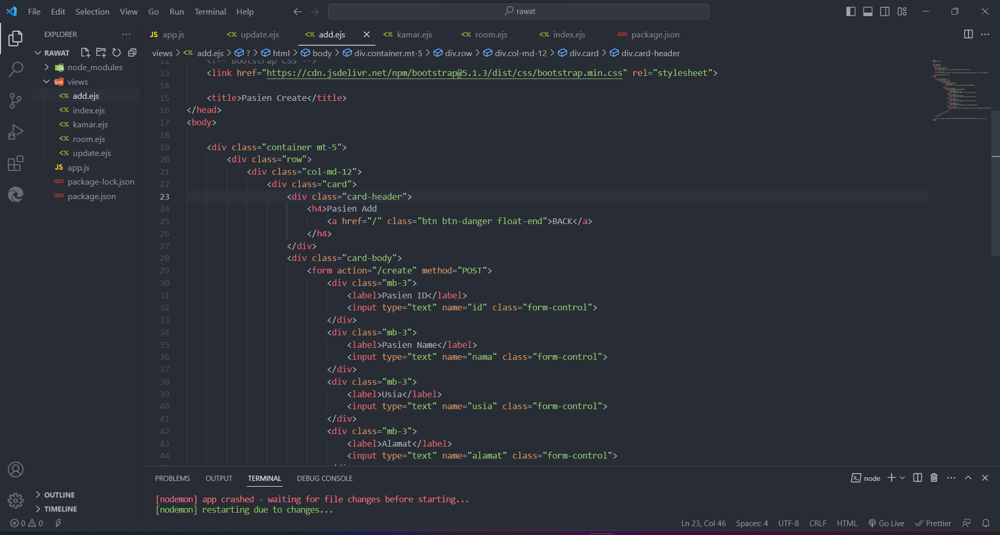 File Edit Selection View Go Run Terminal Help
rawat
EXPLORER
RAWAT
node_modules
views
add.ejs
index.ejs
kamar.ejs
room.ejs
update.ejs
app.js
package-lock.json
package.json
OUTLINE
TIMELINE
JS app.js <% update.ejs <% add.ejs <% kamar.ejs <% room.ejs <% index.ejs package.json
views > <% add.ejs > ? > html > body > div.container.mt-5 > div.row > div.col-md-12 > div.card > div.card-header
12 <!-- Bootstrap CSS -->
13 <link href="https://cdn.jsdelivr.net/npm/bootstrap@5.1.3/dist/css/bootstrap.min.css" rel="stylesheet">
14
15 <title>Pasien Create</title>
16 </head>
17 <body>
18
19 <div class="container mt-5">
20 <div class="row">
21 <div class="col-md-12">
22 <div class="card">
23 <div class="card-header">
24 <h4>Pasien Add
25 <a href="/" class="btn btn-danger float-end">BACK</a>
26 </h4>
27 </div>
28 <div class="card-body">
29 <form action="/create" method="POST">
30 <div class="mb-3">
31 <label>Pasien ID</label>
32 <input type="text" name="id" class="form-control">
33 </div>
34 <div class="mb-3">
35 <label>Pasien Name</label>
36 <input type="text" name="nama" class="form-control">
37 </div>
38 <div class="mb-3">
39 <label>Usia</label>
40 <input type="text" name="usia" class="form-control">
41 </div>
42 <div class="mb-3">
43 <label>Alamat</label>
44 <input type="text" name="alamat" class="form-control">
PROBLEMS OUTPUT TERMINAL DEBUG CONSOLE
node
[nodemon] app crashed - waiting for file changes before starting...
[nodemon] restarting due to changes...
0 0
Ln 23, Col 46 Spaces: 4 UTF-8 CRLF HTML Go Live Prettier